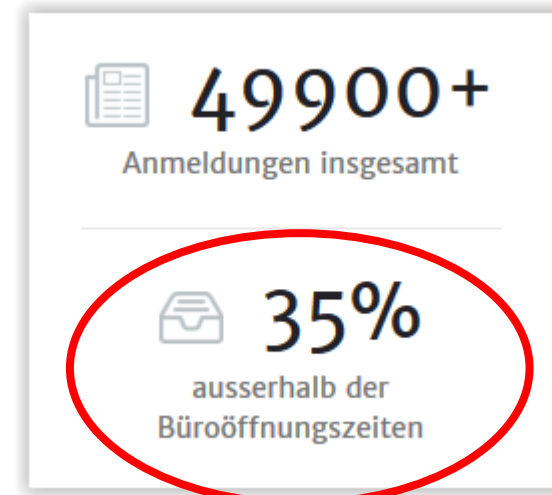 49900+
Anmeldungen insgesamt
35%
ausserhalb der
Büroöffnungszeiten